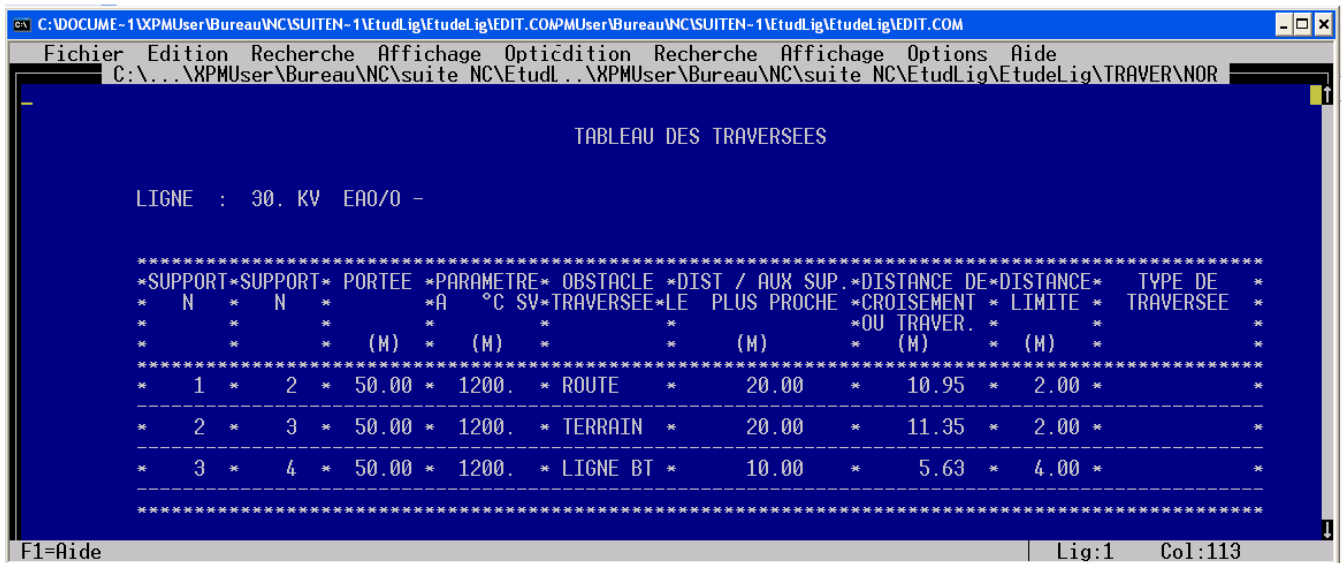 C:\DOCUME~1\XPMUser\Bureau\NC\SUITEN~1\EtudLig\EtudeLig\EDIT.COMPMUser\Bureau\NC\SUITEN~1\EtudLig\EtudeLig\EDIT.COM
Fichier Edition Recherche Affichage Opticdition Recherche Affichage Options Aide
C:\...\XPMUser\Bureau\NC\suite NC\EtudL...\XPMUser\Bureau\NC\suite NC\EtudLig\EtudeLig\TRAVER\NOR
TABLEAU DES TRAVERSEES
LIGNE : 30. KV EAO/O -
**********************************************************************************************
*SUPPORT*SUPPORT* PORTEE *PARAMETRE* OBSTACLE *DIST / AUX SUP.*DISTANCE DE*DISTANCE* TYPE DE *
* N * N * *A °C SV*TRAVERSEE*LE PLUS PROCHE *CROISEMENT * LIMITE * TRAVERSEE *
* * * * * * *OU TRAVER. * * *
* * * (M) * (M) * * (M) * (M) * (M) * *
**********************************************************************************************
* 1 * 2 * 50.00 * 1200. * ROUTE * 20.00 * 10.95 * 2.00 * *
----------------------------------------------------------------------------------------------
* 2 * 3 * 50.00 * 1200. * TERRAIN * 20.00 * 11.35 * 2.00 * *
----------------------------------------------------------------------------------------------
* 3 * 4 * 50.00 * 1200. * LIGNE BT * 10.00 * 5.63 * 4.00 * *
----------------------------------------------------------------------------------------------
**********************************************************************************************
F1=Aide Lig:1 Col:113